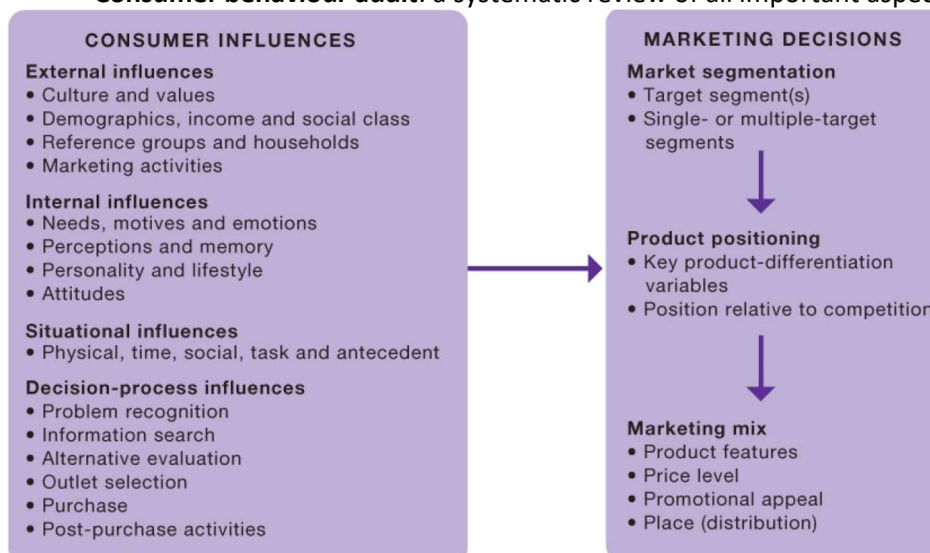 Consumer behaviour audit: a systematic review of all important aspec
CONSUMER INFLUENCES
External influences
• Culture and values
• Demographics, income and social class
• Reference groups and households
• Marketing activities
Internal influences
• Needs, motives and emotions
• Perceptions and memory
• Personality and lifestyle
• Attitudes
Situational influences
• Physical, time, social, task and antecedent
Decision-process influences
• Problem recognition
• Information search
• Alternative evaluation
• Outlet selection
• Purchase
• Post-purchase activities
MARKETING DECISIONS
Market segmentation
• Target segment(s)
• Single- or multiple-target
segments
Product positioning
• Key product-differentiation
variables
• Position relative to competition
Marketing mix
• Product features
• Price level
• Promotional appeal
• Place (distribution)